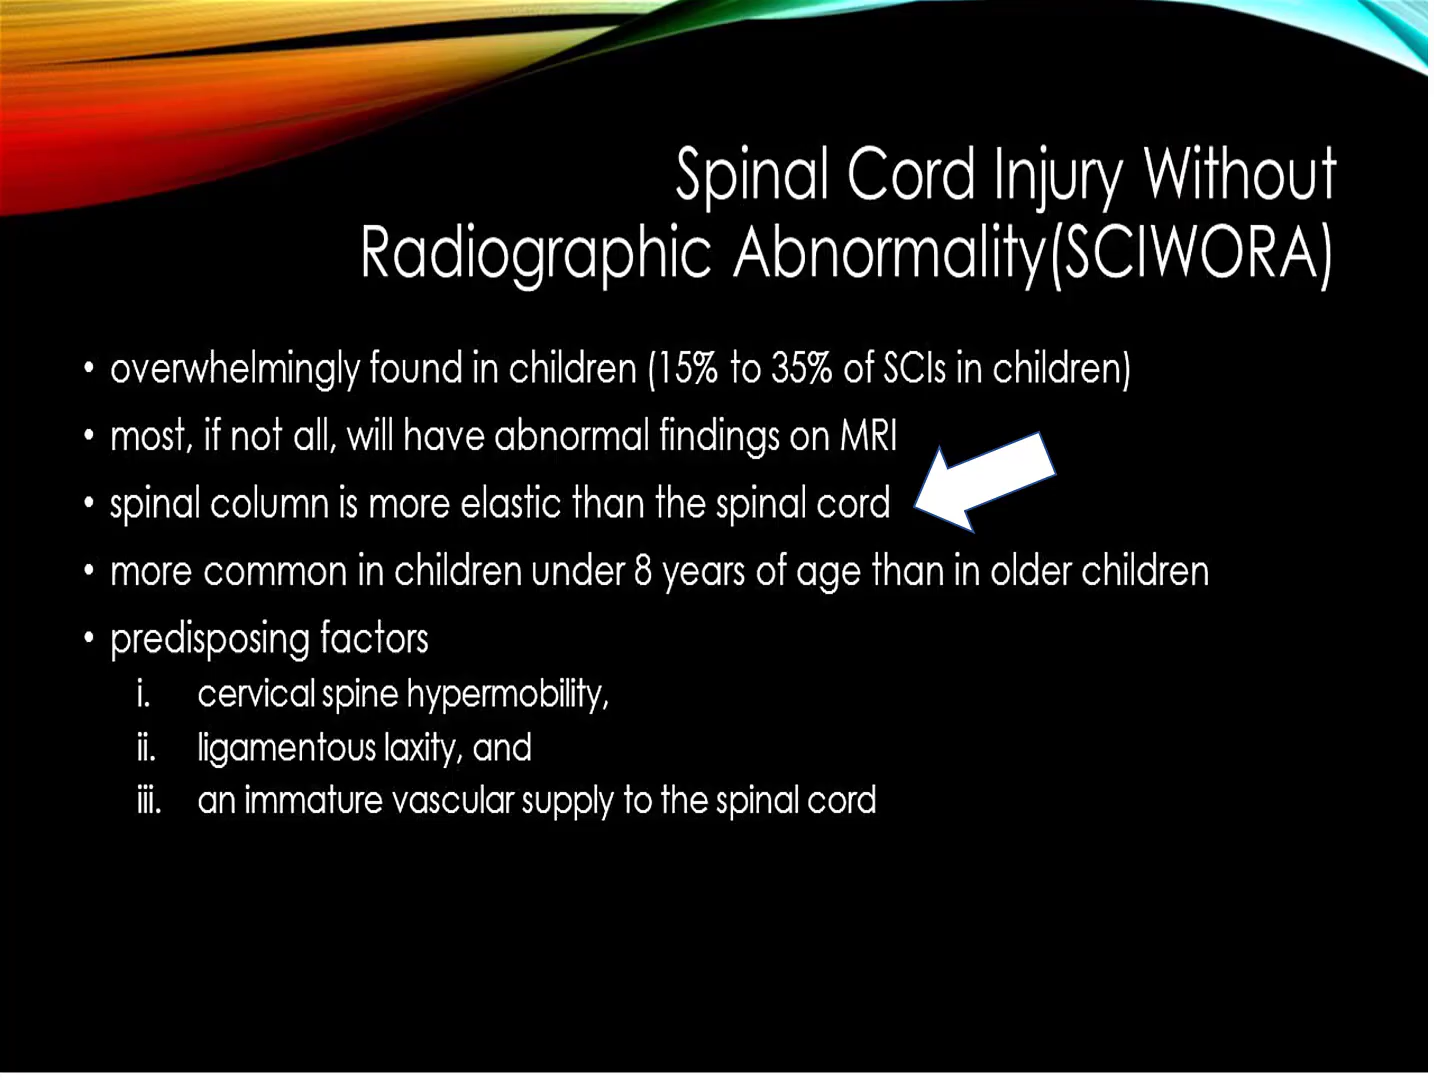 Spinal Cord Injury Without
Radiographic Abnormality(SCIWORA)
• overwhelmingly found in children (15% to 35% of SCIs in children)
• most, if not all, will have abnormal findings on MRI
• spinal column is more elastic than the spinal cord
• more common in children under 8 years of age than in older children
• predisposing factors
i. cervical spine hypermobility,
ii. ligamentous laxity, and
iii. an immature vascular supply to the spinal cord